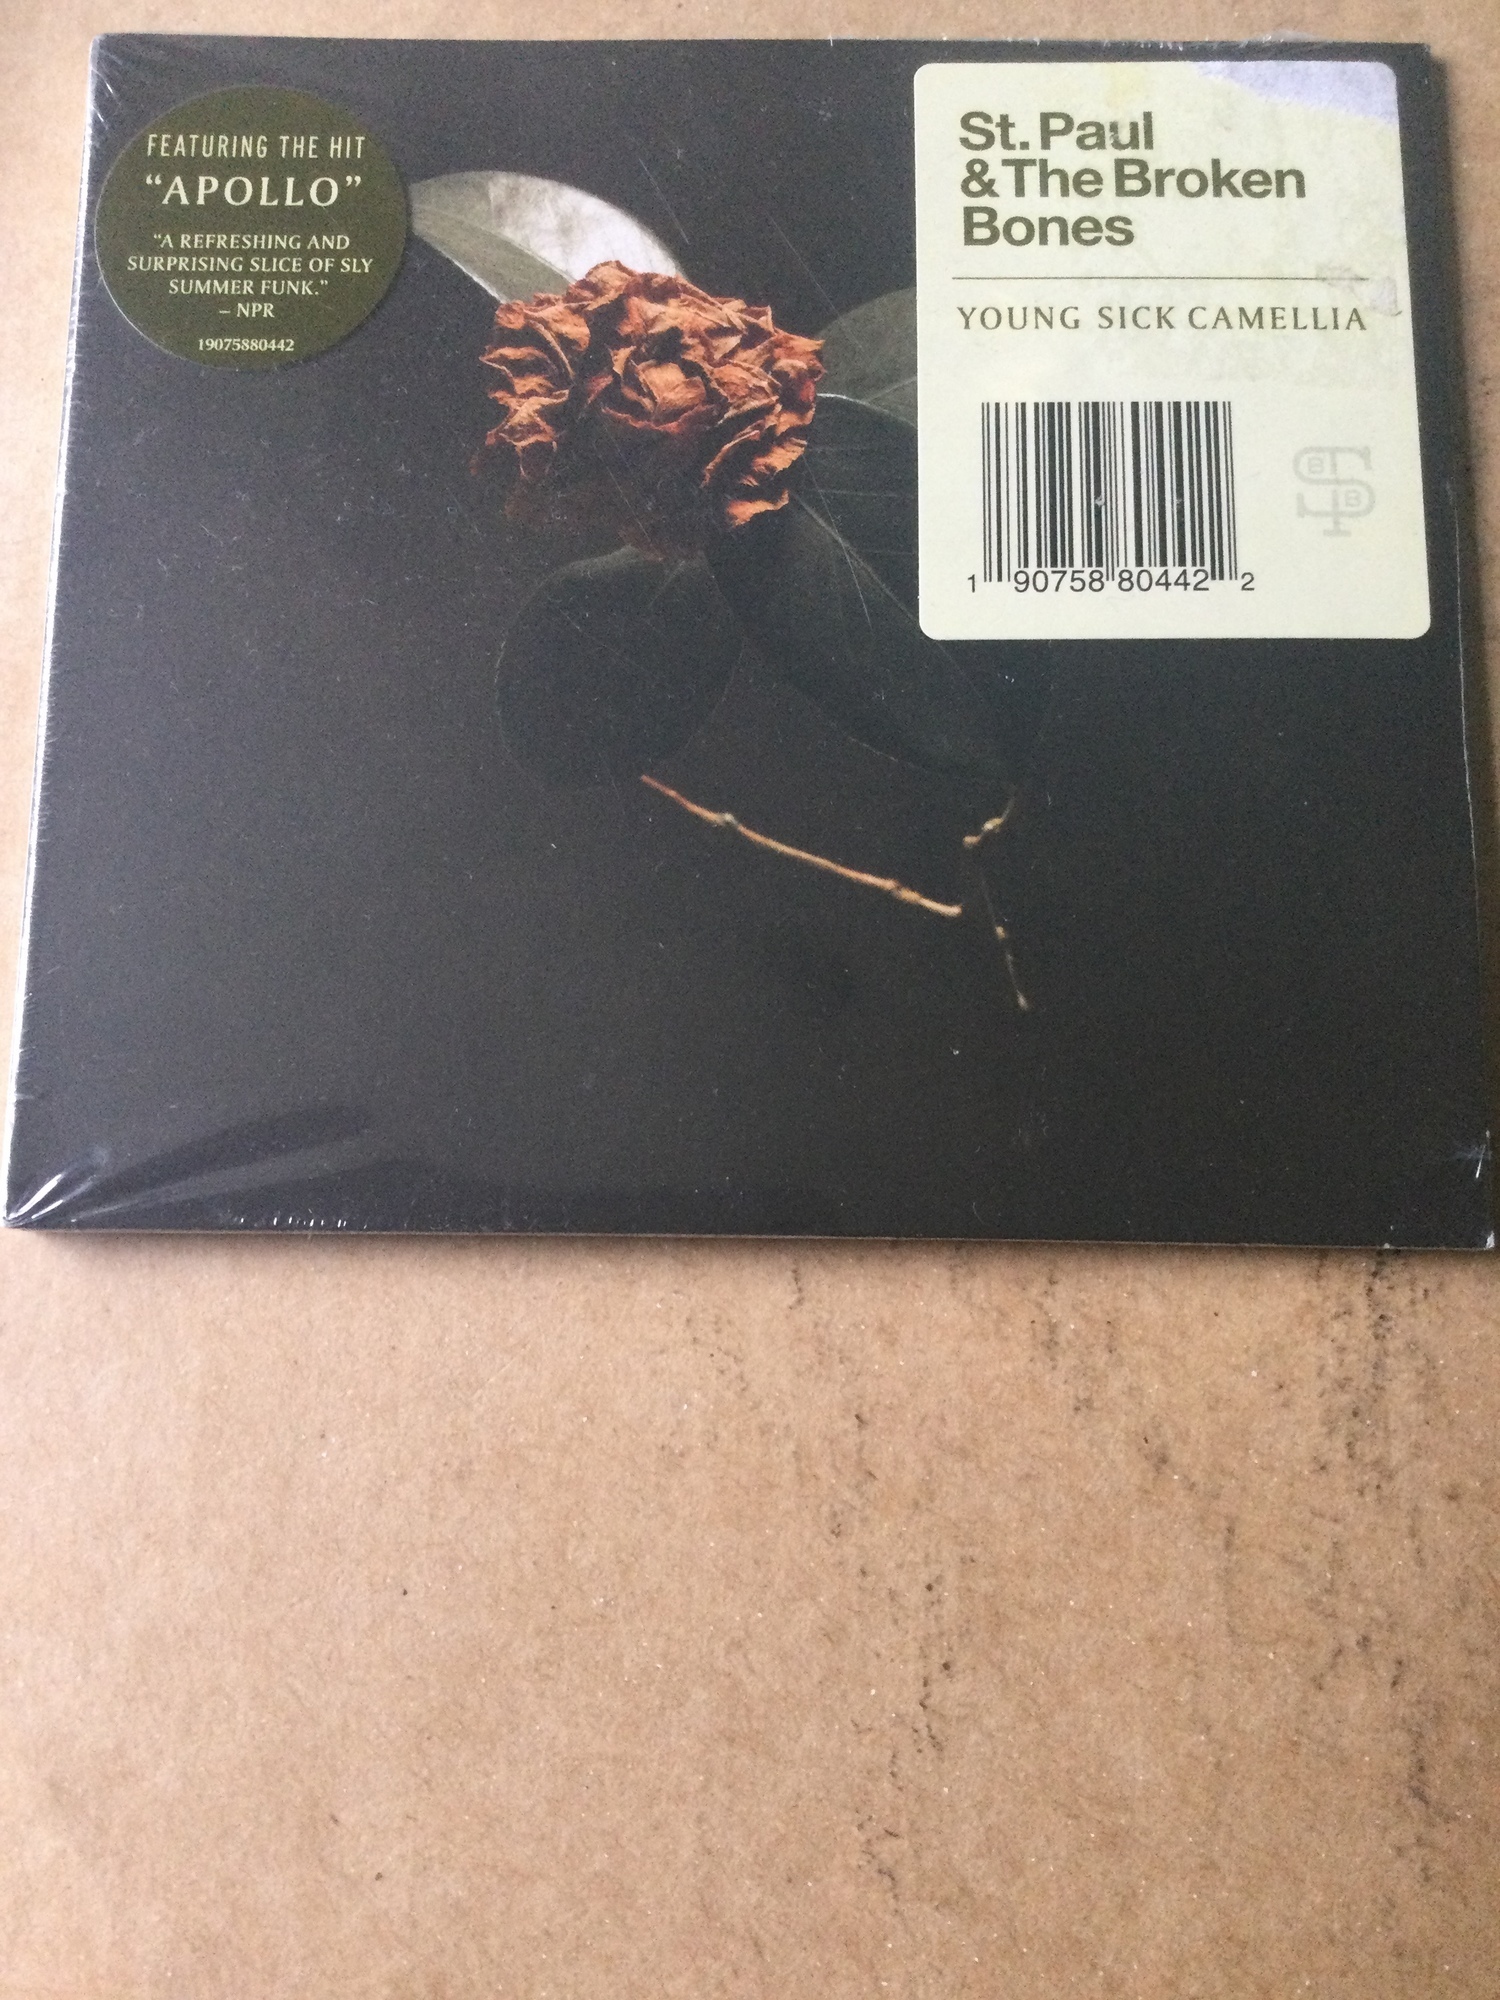 FEATURING THE HIT
“APOLLO”
“A REFRESHING AND
SURPRISING SLICE OF SLY
SUMMER FUNK.”
– NPR
19075880442
St. Paul
& The Broken
Bones
YOUNG SICK CAMELLIA
1 90758 80442 2
STBB